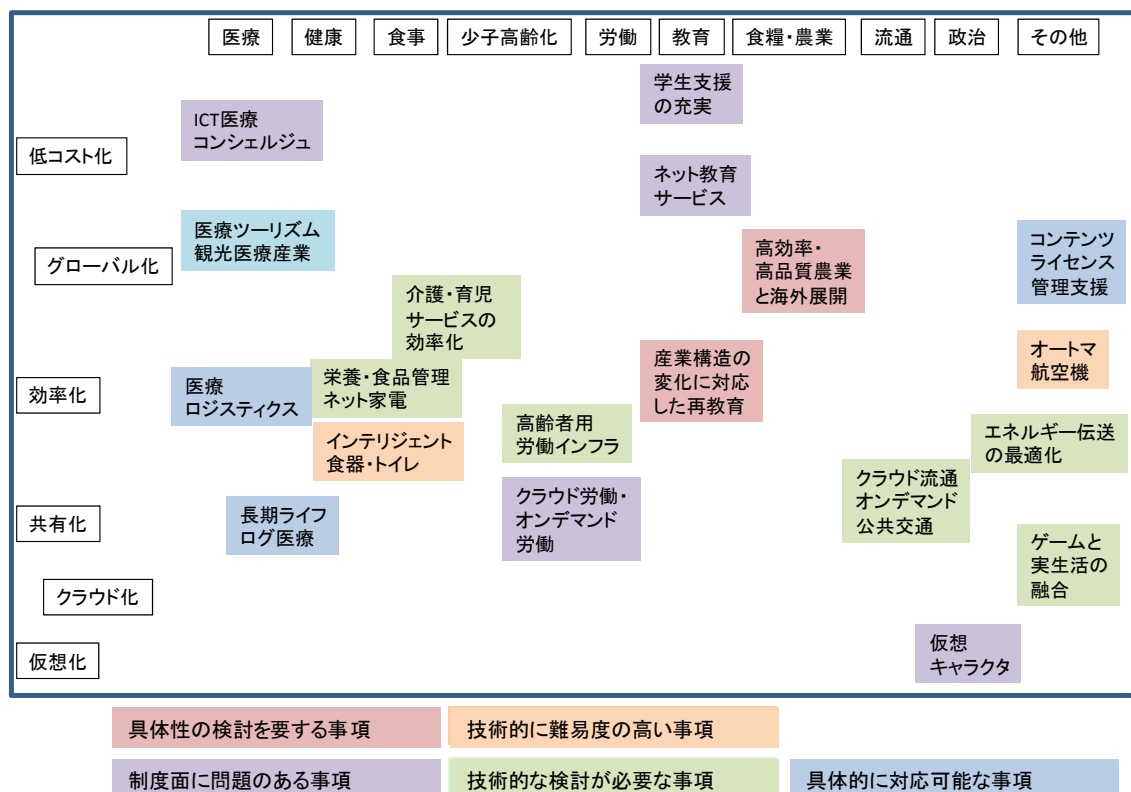 医療
健康
食事
少子高齢化
労働
教育
食糧・農業
流通
政治
その他
低コスト化
グローバル化
効率化
共有化
クラウド化
仮想化
ICT医療
コンシェルジュ
学生支援
の充実
ネット教育
サービス
医療ツーリズム
観光医療産業
高効率・
高品質農業
と海外展開
コンテンツ
ライセンス
管理支援
介護・育児
サービスの
効率化
産業構造の
変化に対応
した再教育
オートマ
航空機
医療
ロジスティクス
栄養・食品管理
ネット家電
高齢者用
労働インフラ
エネルギー伝送
の最適化
インテリジェント
食器・トイレ
クラウド流通
オンデマンド
公共交通
長期ライフ
ログ医療
クラウド労働・
オンデマンド
労働
ゲームと
実生活の
融合
仮想
キャラクタ
具体性の検討を要する事項
技術的に難易度の高い事項
制度面に問題のある事項
技術的な検討が必要な事項
具体的に対応可能な事項